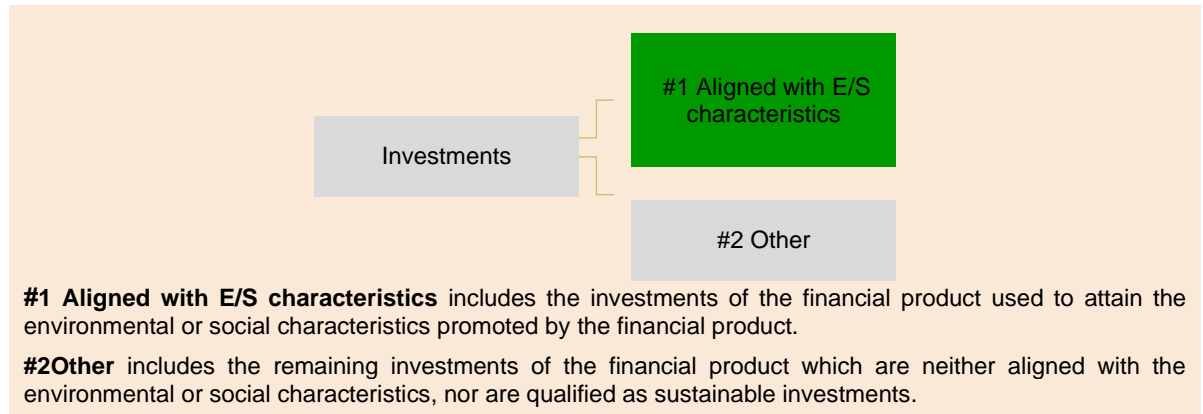 #1 Aligned with E/S
characteristics
Investments
#2 Other
#1 Aligned with E/S characteristics includes the investments of the financial product used to attain the
environmental or social characteristics promoted by the financial product.
#2Other includes the remaining investments of the financial product which are neither aligned with the
environmental or social characteristics, nor are qualified as sustainable investments.